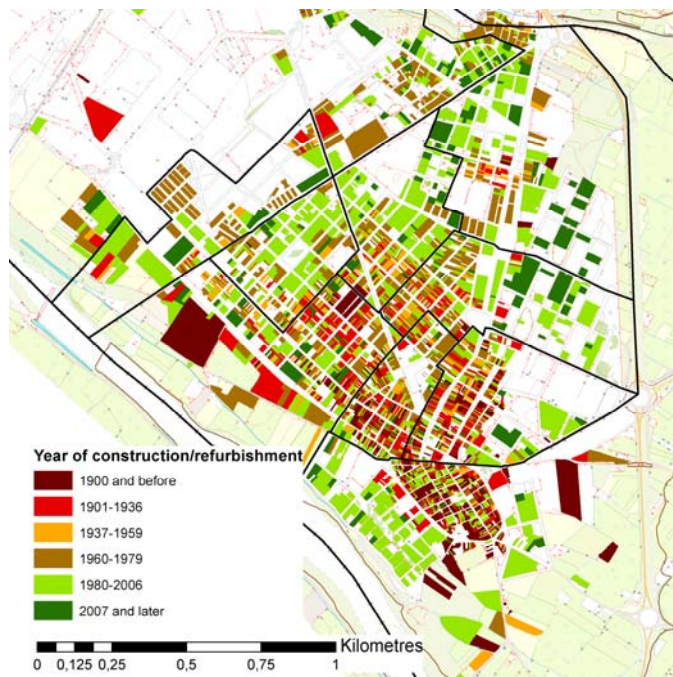 Year of construction/refurbishment
1900 and before
1901-1936
1937-1959
1960-1979
1980-2006
2007 and later
Kilometres
0 0,125 0,25 0,5 0,75 1